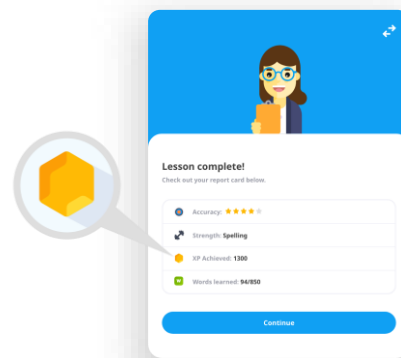 Lesson complete!
Check out your report card below.
Accuracy:
Strength: Spelling
XP Achieved: 1300
Words learned: 94/850
Continue